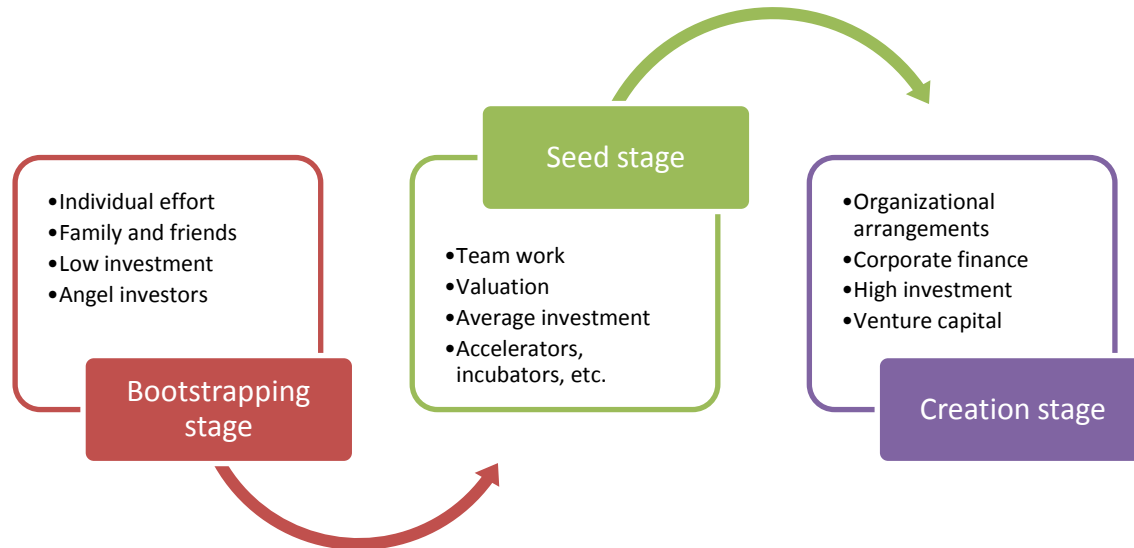 •Individual effort
•Family and friends
•Low investment
•Angel investors
Bootstrapping
stage
Seed stage
•Team work
•Valuation
•Average investment
•Accelerators,
incubators, etc.
•Organizational
arrangements
•Corporate finance
•High investment
•Venture capital
Creation stage